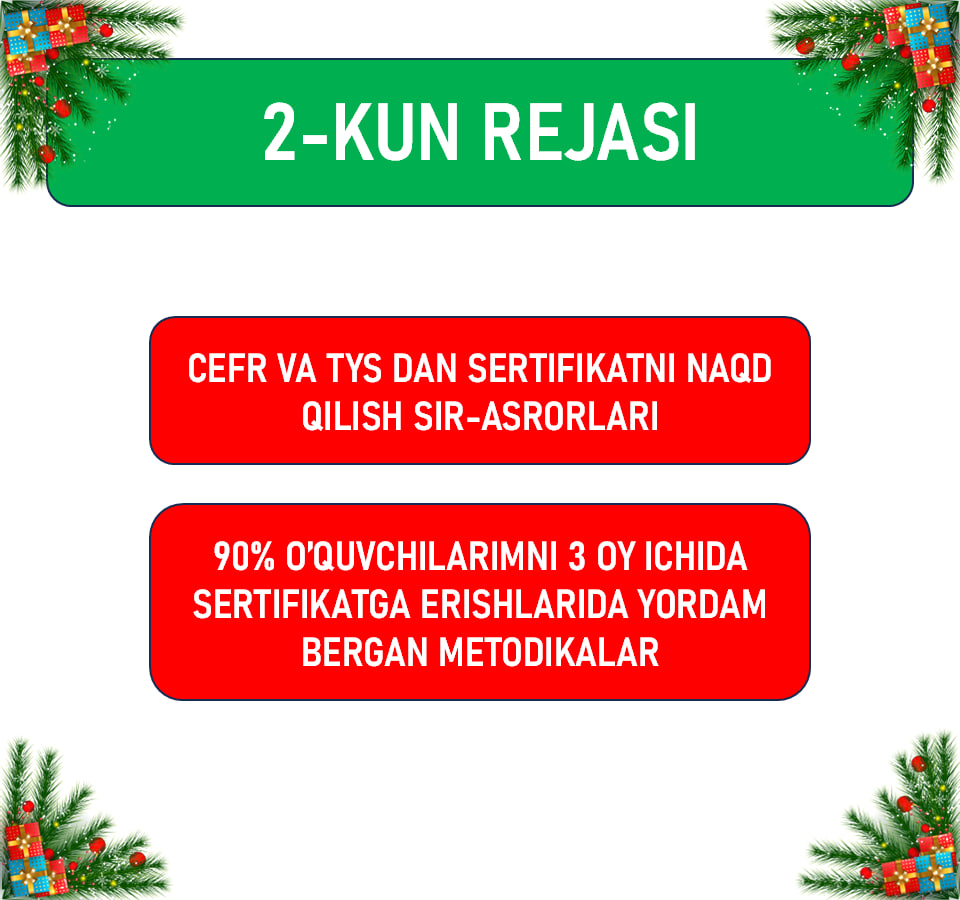 2-KUN REJASI
CEFR VA TYS DAN SERTIFIKATNI NAQD
QILISH SIR-ASRORLARI
90% O’QUVCHILARIMNI 3 OY ICHIDA
SERTIFIKATGA ERISHLARIDA YORDAM
BERGAN METODIKALAR